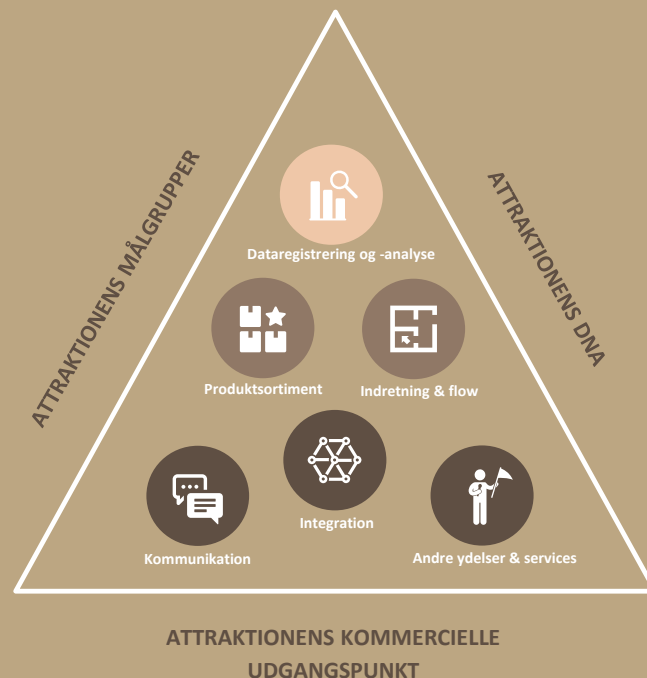 ATTRAKTIONENS MÅLGRUPPER
ATTRAKTIONENS DNA
Dataregistrering og -analyse
Produktsortiment
Indretning & flow
Integration
Kommunikation
Andre ydelser & services
ATTRAKTIONENS KOMMERCIELLE
UDGANGSPUNKT